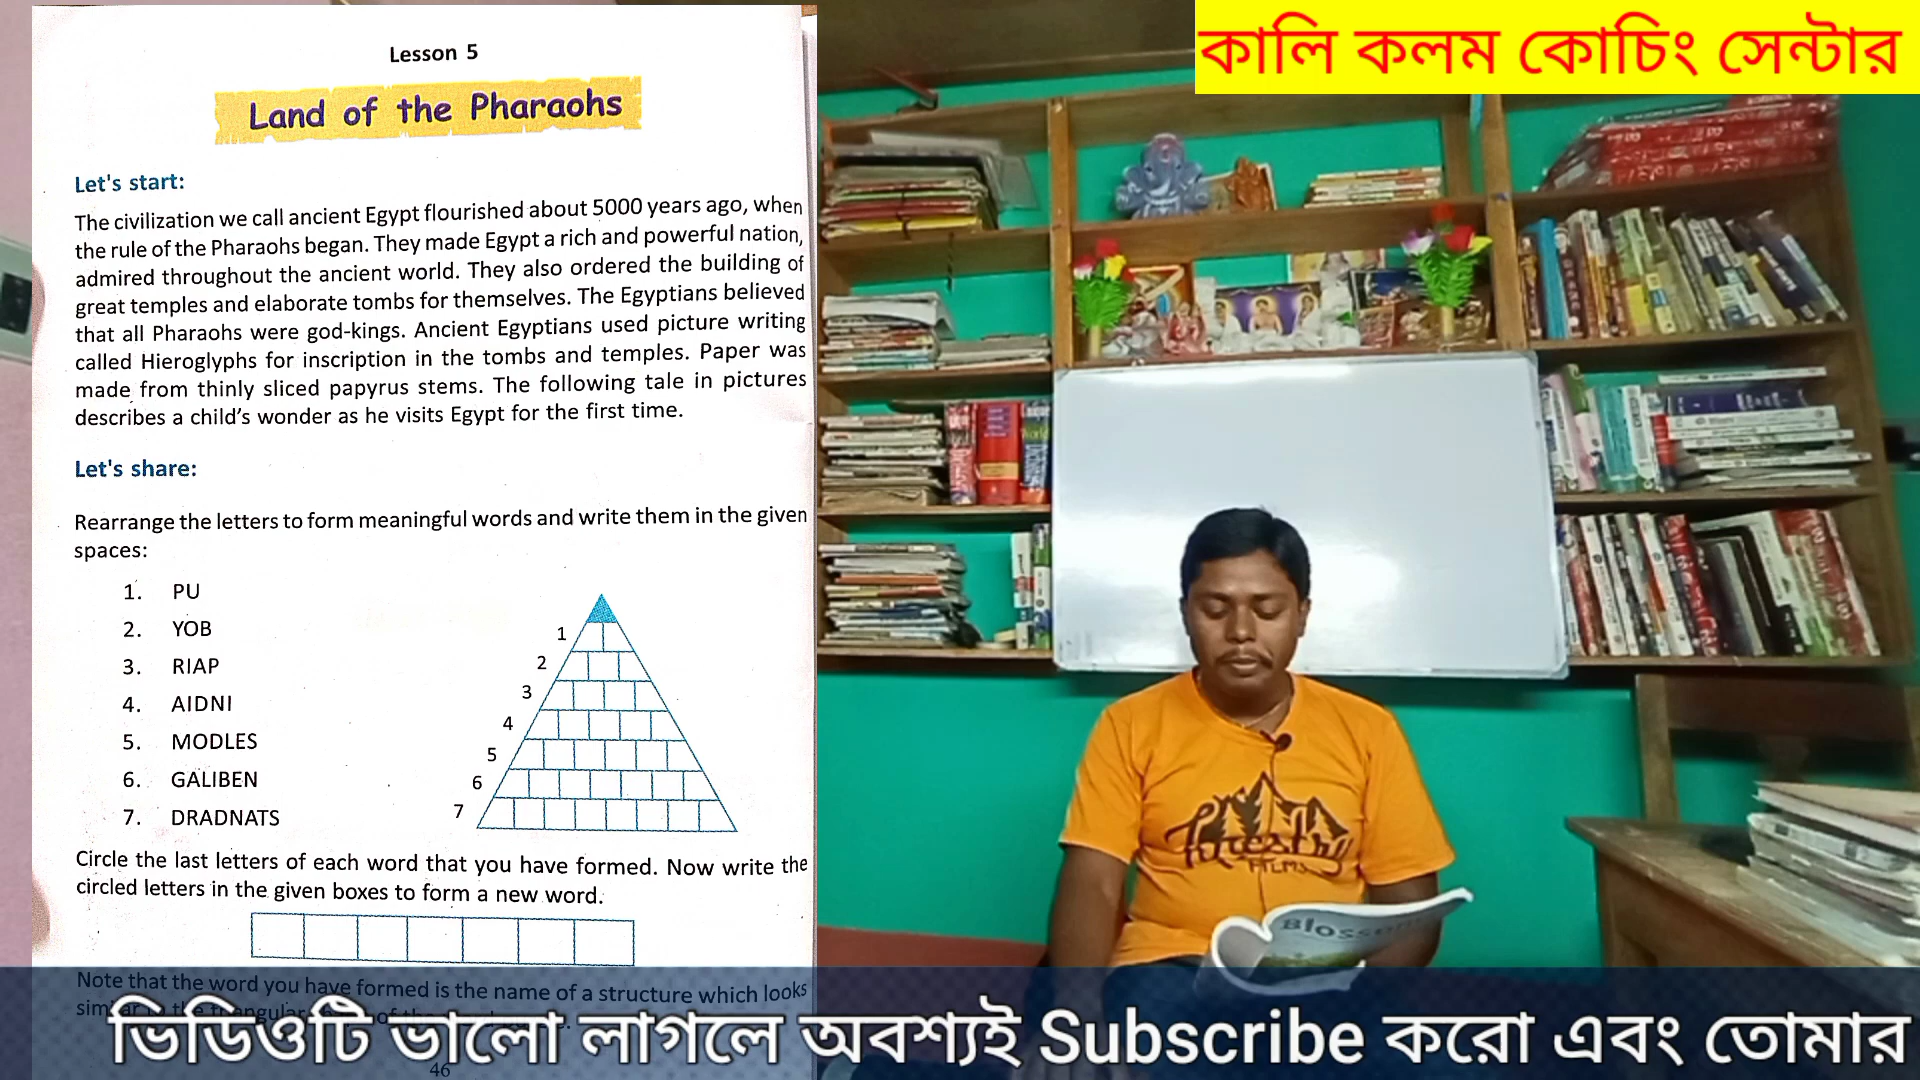 Lesson 5
Land of the Pharaohs
Let's start:
The civilization we call ancient Egypt flourished about 5000 years ago, when
the rule of the Pharaohs began. They made Egypt a rich and powerful nation,
admired throughout the ancient world. They also ordered the building of
great temples and elaborate tombs for themselves. The Egyptians believed
that all Pharaohs were god-kings. Ancient Egyptians used picture writing
called Hieroglyphs for inscription in the tombs and temples. Paper was
made from thinly sliced papyrus stems. The following tale in pictures
describes a child's wonder as he visits Egypt for the first time.
Let's share:
Rearrange the letters to form meaningful words and write them in the given
spaces:
1. PU
2. YOB
3. RIAP
4. AIDNI
5. MODLES
6. GALIBEN
7. DRADNATS
1
2
3
4
5
6
7
Circle the last letters of each word that you have formed. Now write the
circled letters in the given boxes to form a new word.
Note that the word you have formed is the name of a structure which looks
46
কালি কলম কোচিং সেন্টার
Forestry
FILMS
ভিডিওটি ভালো লাগলে অবশ্যই Subscribe করো এবং তোমার